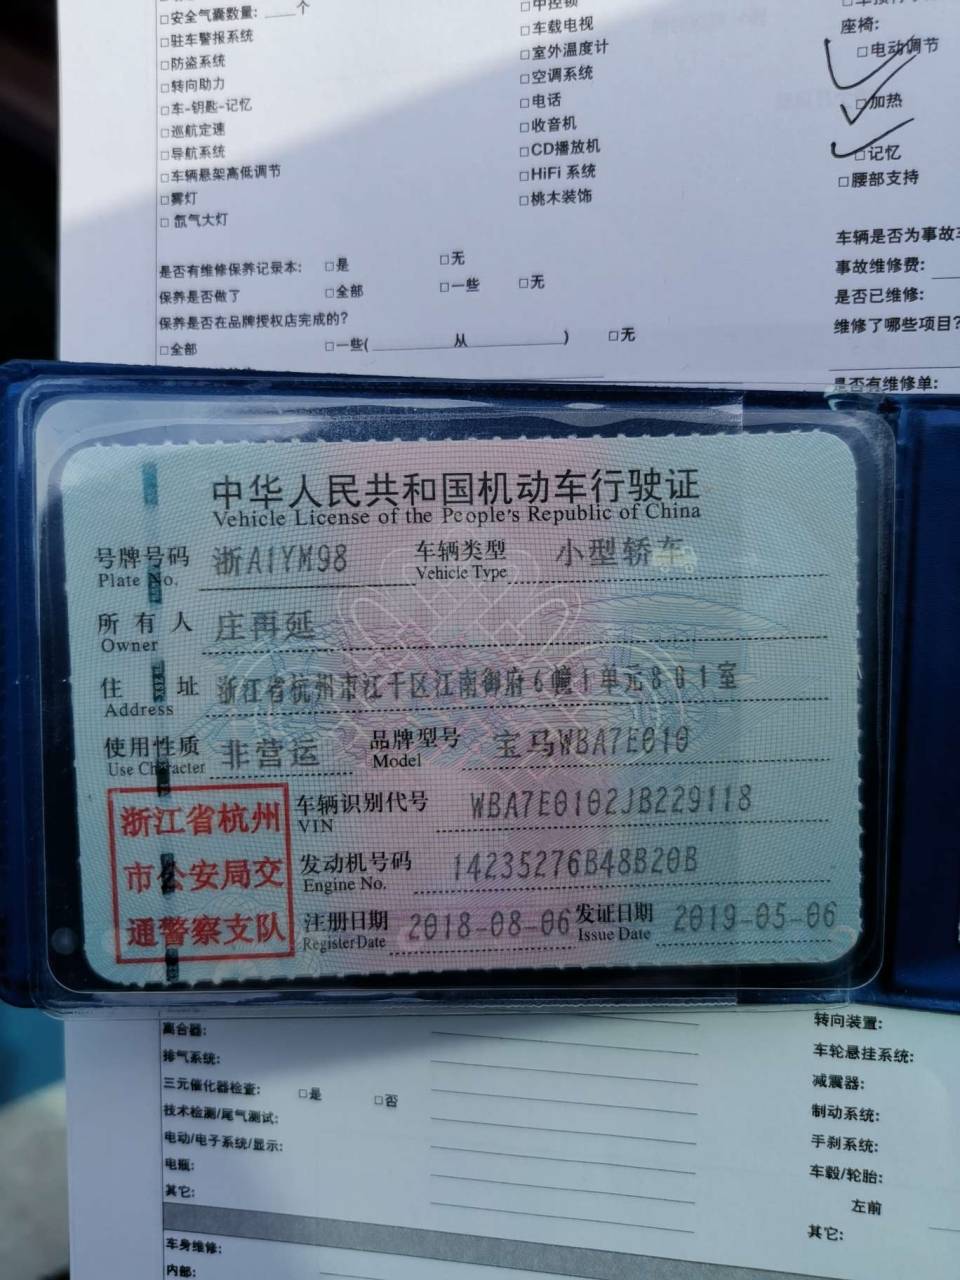 □安全气囊数量: ____个
□驻车警报系统
□防盗系统
□转向助力
□车-钥匙-记忆
□巡航定速
□导航系统
□车辆悬架高低调节
□雾灯
□氙气大灯
□中控锁
□车载电视
□室外温度计
□空调系统
□电话
□收音机
□CD播放机
□HiFi 系统
□桃木装饰
座椅:
□电动调节
□加热
□记忆
□腰部支持
是否有维修保养记录本: □是 □无
保养是否做了 □全部 □一些 □无
保养是否在品牌授权店完成的?
□全部 □一些(______从______) □无
车辆是否为事故车
事故维修费:
是否已维修:
维修了哪些项目?
是否有维修单:
中华人民共和国机动车行驶证
Vehicle License of the People's Republic of China
号牌号码 浙A1YM98 车辆类型 小型轿车
Plate No. Vehicle Type
所有人 庄再延
Owner
住址 浙江省杭州市江干区江南御府6幢1单元801室
Address
使用性质 非营运 品牌型号 宝马WBA7E010
Use Character Model
浙江省杭州
市公安局交
通警察支队
车辆识别代号 WBA7E0102JB229118
VIN
发动机号码 14235276B48B20B
Engine No.
注册日期 2018-08-06 发证日期 2019-05-06
Register Date Issue Date
离合器:
排气系统:
三元催化器检查: □是 □否
技术检测/尾气测试:
电动/电子系统/显示:
电瓶:
其它:
车身维修:
内部:
转向装置:
车轮悬挂系统:
减震器:
制动系统:
手刹系统:
车毂/轮胎:
左前
其它: